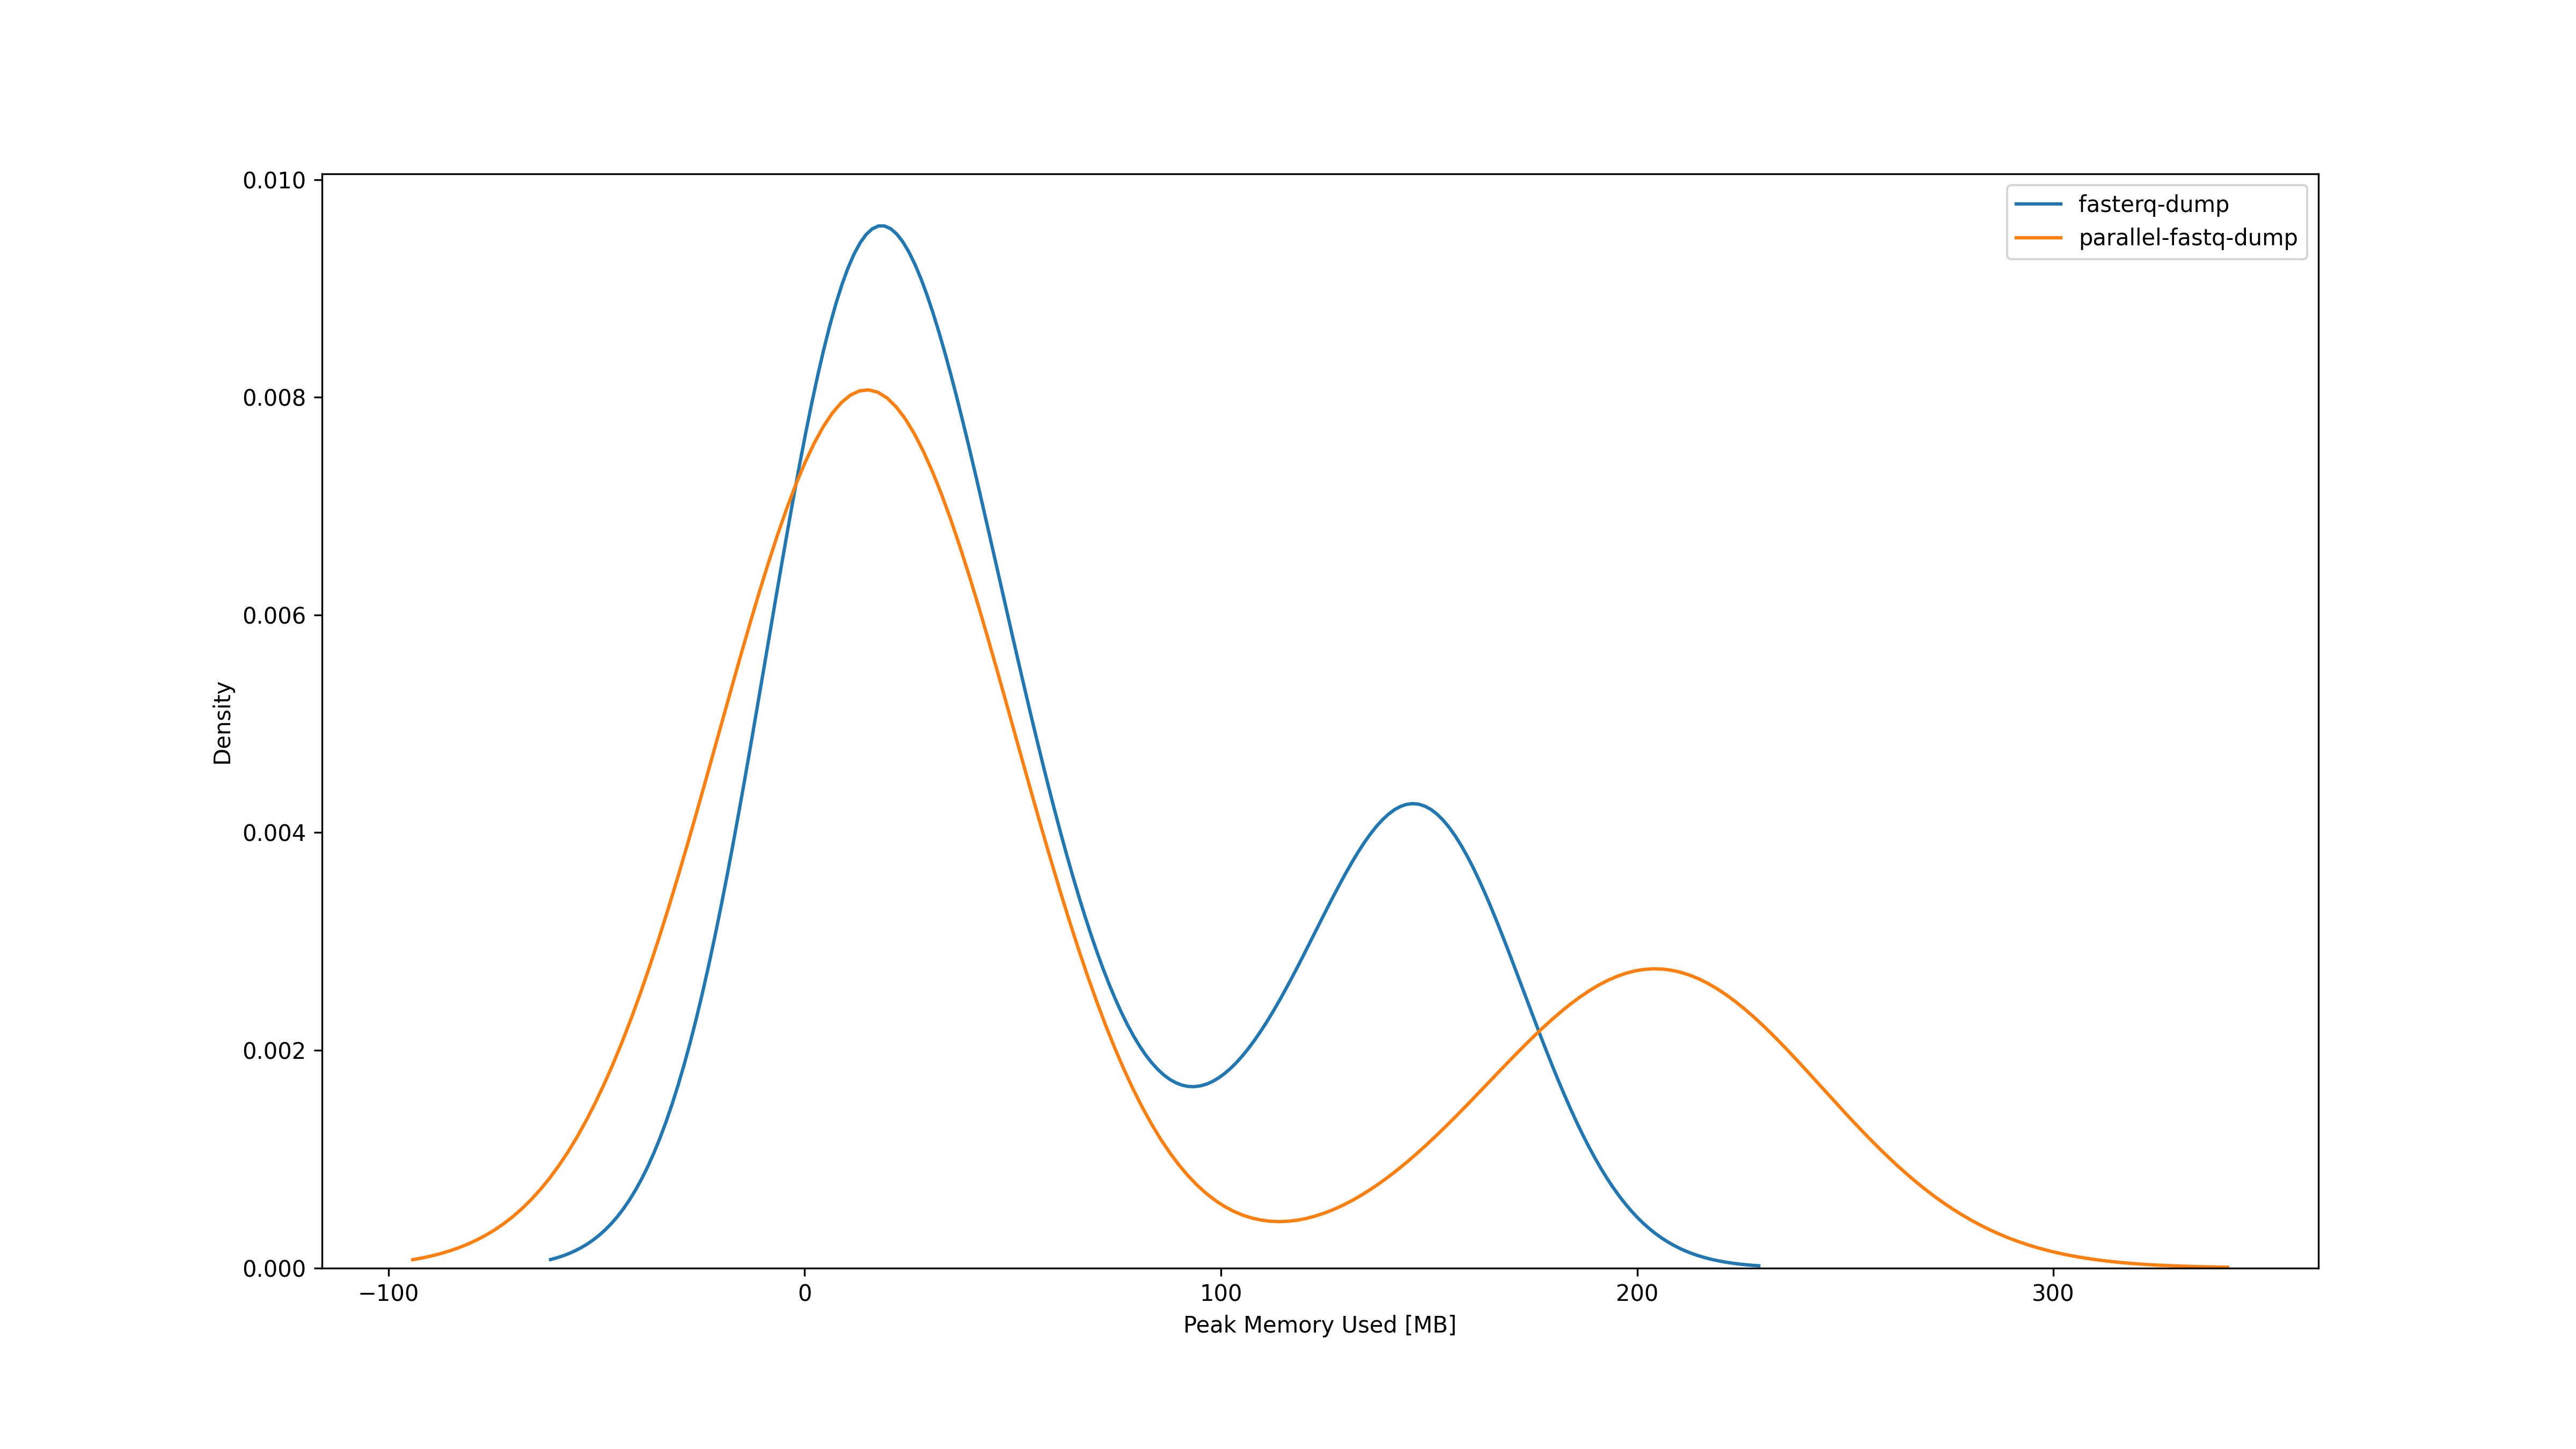 0.010
0.008
0.006
0.004
0.002
0.000
Density
−100
0
100
200
300
Peak Memory Used [MB]
fasterq-dump
parallel-fastq-dump